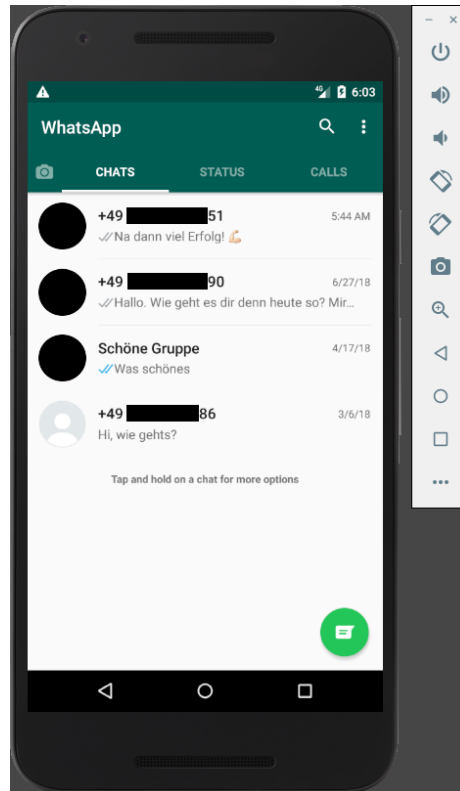 4G 6:03
WhatsApp
CHATS STATUS CALLS
+49 51 5:44 AM
Na dann viel Erfolg! 💪🏻
+49 90 6/27/18
Hallo. Wie geht es dir denn heute so? Mir...
Schöne Gruppe 4/17/18
Was schönes
+49 86 3/6/18
Hi, wie gehts?
Tap and hold on a chat for more options